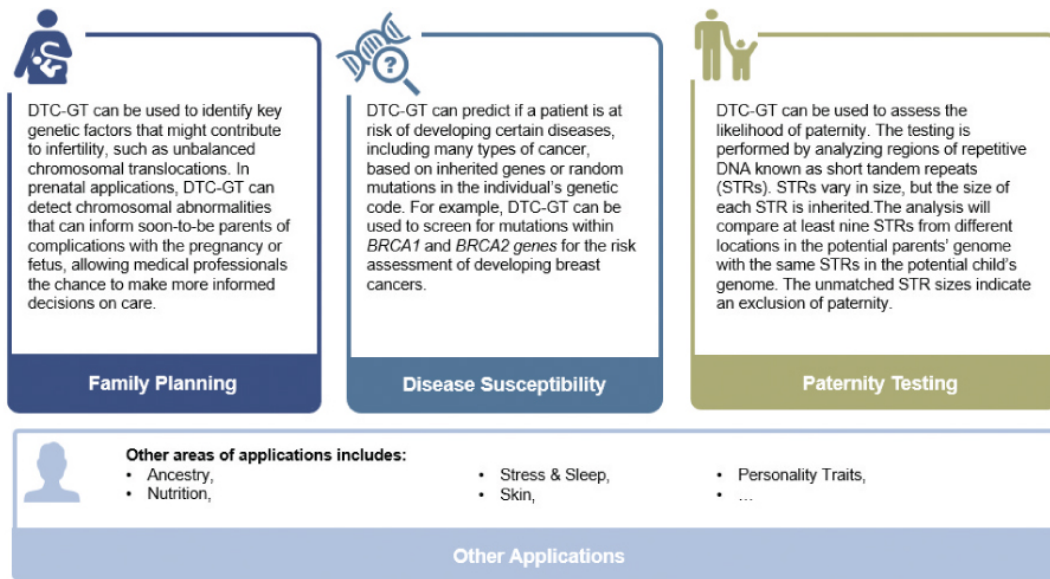 DTC-GT can be used to identify key
genetic factors that might contribute
to infertility, such as unbalanced
chromosomal translocations. In
prenatal applications, DTC-GT can
detect chromosomal abnormalities
that can inform soon-to-be parents of
complications with the pregnancy or
fetus, allowing medical professionals
the chance to make more informed
decisions on care.
Family Planning
?
DTC-GT can predict if a patient is at
risk of developing certain diseases,
including many types of cancer,
based on inherited genes or random
mutations in the individual's genetic
code. For example, DTC-GT can be
used to screen for mutations within
BRCA1 and BRCA2 genes for the risk
assessment of developing breast
cancers.
Disease Susceptibility
DTC-GT can be used to assess the
likelihood of paternity. The testing is
performed by analyzing regions of repetitive
DNA known as short tandem repeats
(STRs). STRs vary in size, but the size of
each STR is inherited.The analysis will
compare at least nine STRs from different
locations in the potential parents' genome
with the same STRs in the potential child's
genome. The unmatched STR sizes indicate
an exclusion of paternity.
Paternity Testing
Other areas of applications includes:
• Ancestry,
• Nutrition,
• Stress & Sleep,
• Skin,
• Personality Traits,
• …
Other Applications